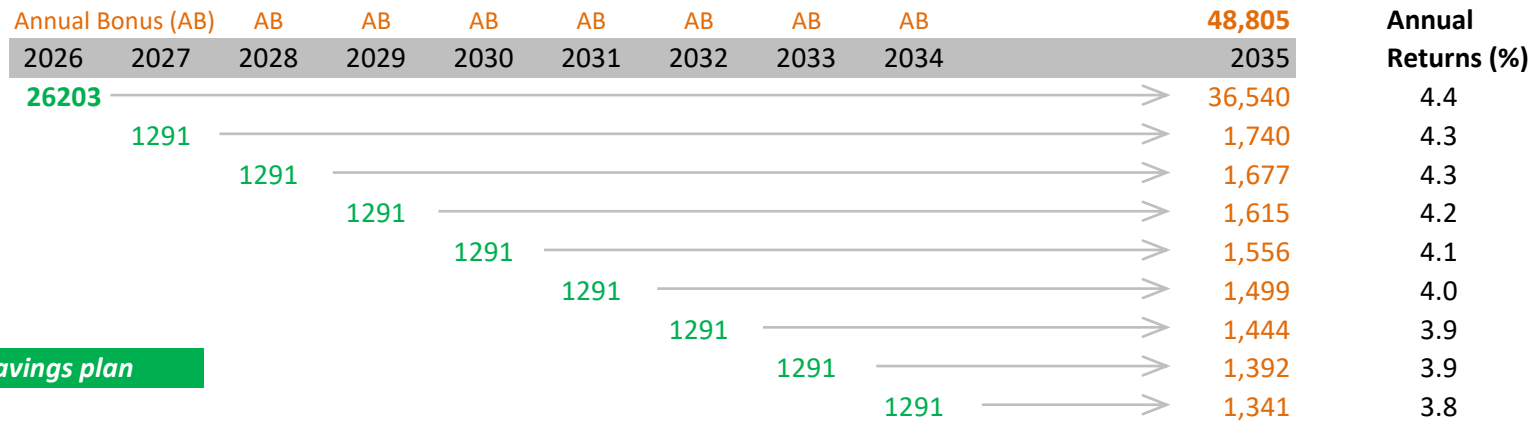 Annual Bonus (AB) AB AB AB AB AB AB AB 48,805 Annual
2026 2027 2028 2029 2030 2031 2032 2033 2034 2035 Returns (%)
26203 36,540 4.4
1291 1,740 4.3
1291 1,677 4.3
1291 1,615 4.2
1291 1,556 4.1
1291 1,499 4.0
1291 1,444 3.9
avings plan 1291 1,392 3.9
1291 1,341 3.8